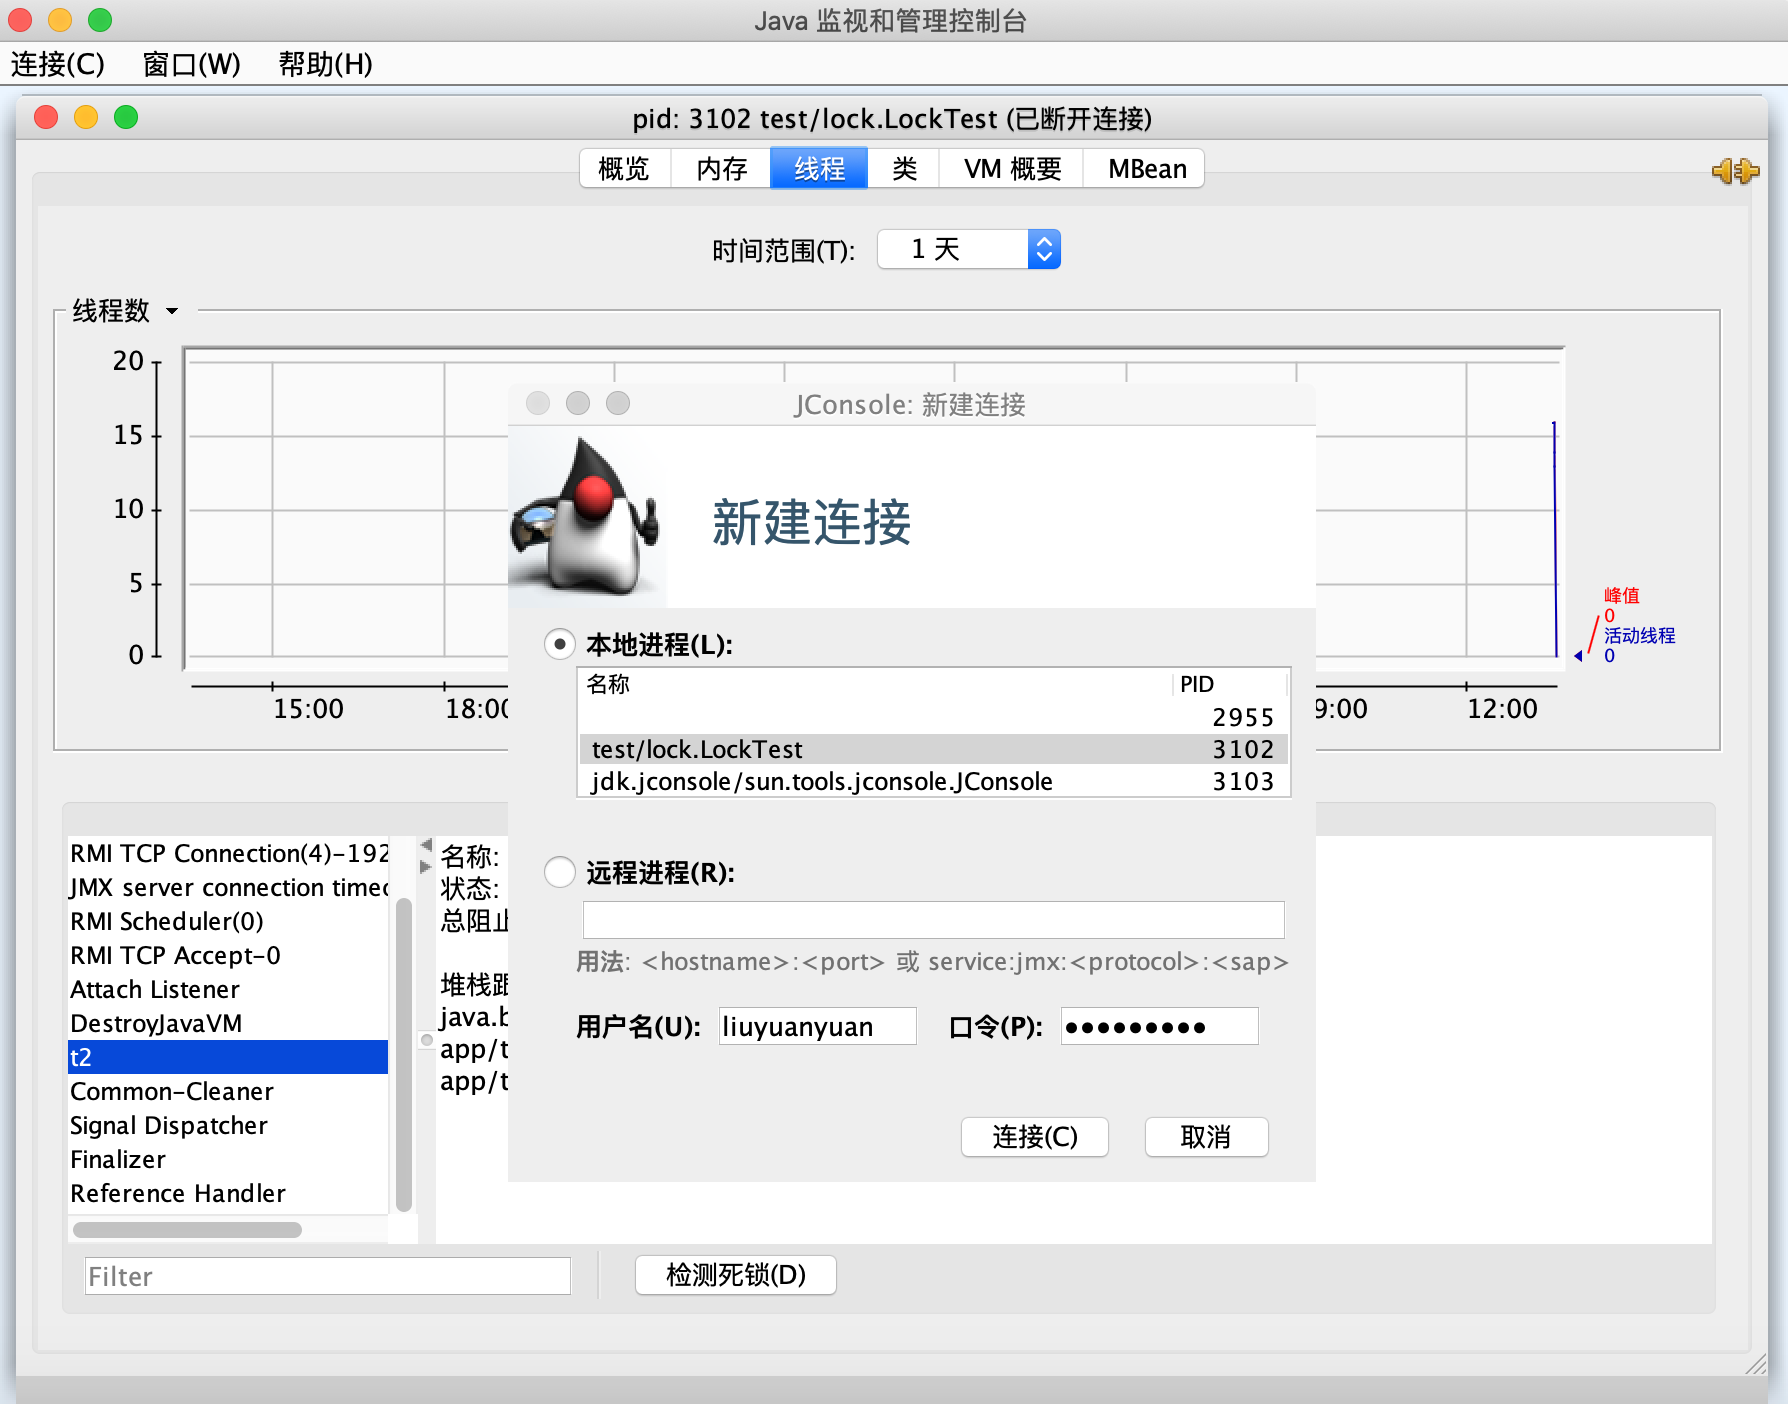 Java 监视和管理控制台
连接(C) 窗口(W) 帮助(H)
pid: 3102 test/lock.LockTest (已断开连接)
概览 内存 线程 类 VM 概要 MBean
时间范围(T): 1 天
线程数
20
15
10
5
0
15:00 18:00 9:00 12:00
峰值
0
活动线程
0
JConsole: 新建连接
新建连接
本地进程(L):
名称 PID
2955
test/lock.LockTest 3102
jdk.jconsole/sun.tools.jconsole.JConsole 3103
远程进程(R):
用法: <hostname>:<port> 或 service:jmx:<protocol>:<sap>
用户名(U): liuyuanyuan 口令(P): •••••••••
连接(C) 取消
RMI TCP Connection(4)-192
JMX server connection timeo
RMI Scheduler(0)
RMI TCP Accept-0
Attach Listener
DestroyJavaVM
t2
Common-Cleaner
Signal Dispatcher
Finalizer
Reference Handler
名称:
状态:
总阻止
堆栈跟
java.b
app/t
app/t
Filter
检测死锁(D)